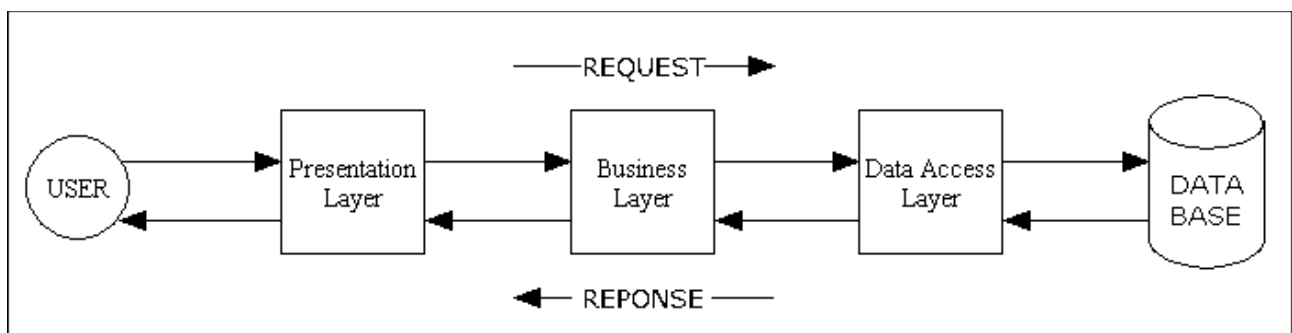 REQUEST
USER
Presentation
Layer
Business
Layer
Data Access
Layer
DATA
BASE
REPONSE